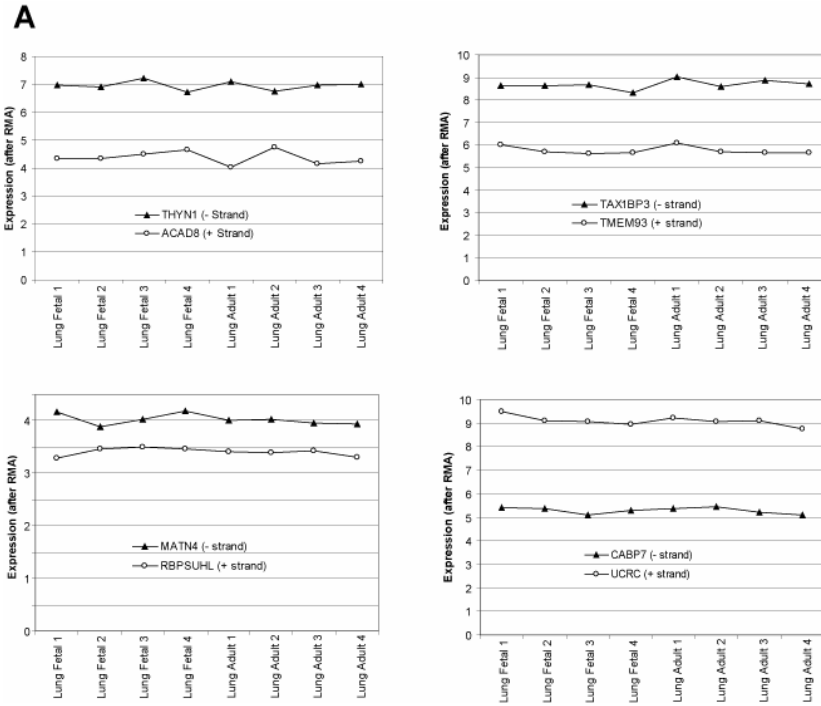 A
Expression (after RMA)
8
7
6
5
4
3
2
1
0
THYN1 (- Strand)
ACAD8 (+ Strand)
Lung Fetal 1
Lung Fetal 2
Lung Fetal 3
Lung Fetal 4
Lung Adult 1
Lung Adult 2
Lung Adult 3
Lung Adult 4
Expression (after RMA)
10
9
8
7
6
5
4
3
2
1
0
TAX1BP3 (- strand)
TMEM93 (+ strand)
Lung Fetal 1
Lung Fetal 2
Lung Fetal 3
Lung Fetal 4
Lung Adult 1
Lung Adult 2
Lung Adult 3
Lung Adult 4
Expression (after RMA)
4
3
2
1
0
MATN4 (- strand)
RBPSUHL (+ strand)
Lung Fetal 1
Lung Fetal 2
Lung Fetal 3
Lung Fetal 4
Lung Adult 1
Lung Adult 2
Lung Adult 3
Lung Adult 4
Expression (after RMA)
10
9
8
7
6
5
4
3
2
1
0
CABP7 (- strand)
UCRC (+ strand)
Lung Fetal 1
Lung Fetal 2
Lung Fetal 3
Lung Fetal 4
Lung Adult 1
Lung Adult 2
Lung Adult 3
Lung Adult 4